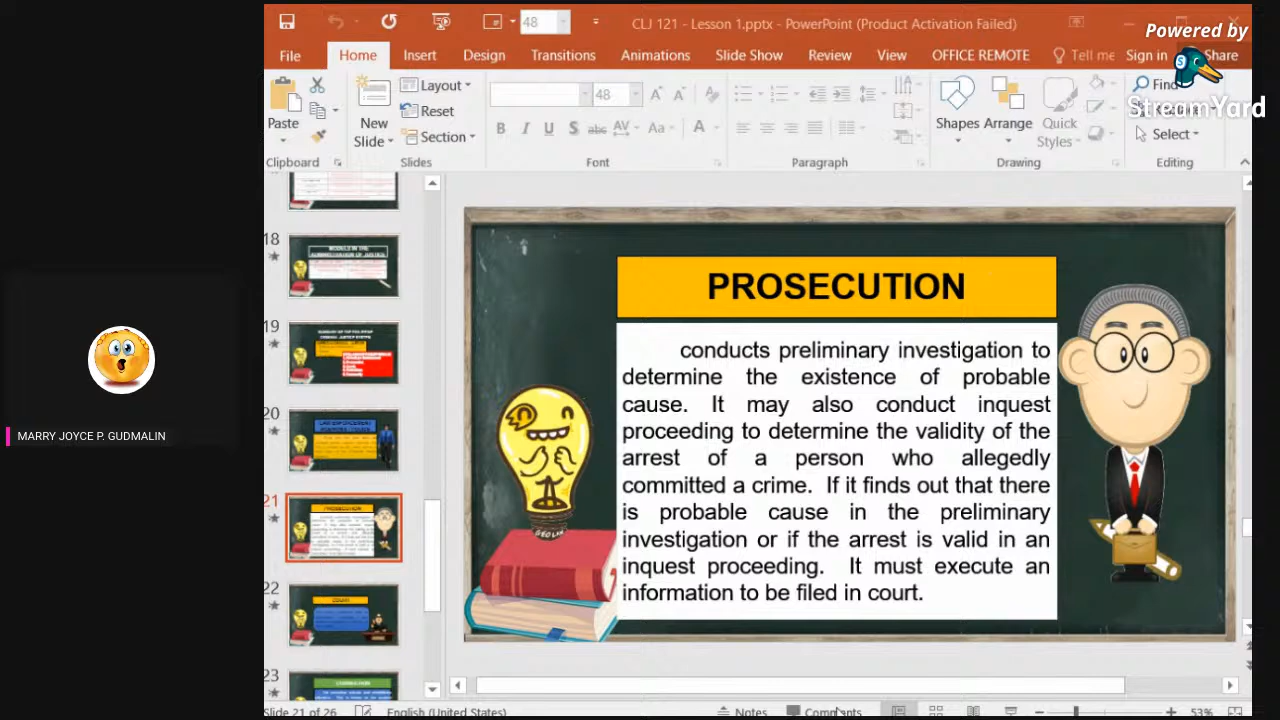 CLJ 121 - Lesson 1.pptx - PowerPoint (Product Activation Failed)
48
Powered by
StreamYard
File Home Insert Design Transitions Animations Slide Show Review View OFFICE REMOTE Tell me Sign in Share
Paste
New
Slide
Layout
Reset
Section
48
B I U S abc AV Aa A
Shapes Arrange Quick
Styles
Find
Select
Clipboard Slides Font Paragraph Drawing Editing
18
19
20
21
22
23
PROSECUTION
conducts preliminary investigation to
determine the existence of probable
cause. It may also conduct inquest
proceeding to determine the validity of the
arrest of a person who allegedly
committed a crime. If it finds out that there
is probable cause in the preliminary
investigation or if the arrest is valid in an
inquest proceeding. It must execute an
information to be filed in court.
MARRY JOYCE P. GUDMALIN
Slide 21 of 26 English (United States) Notes Comments 53%